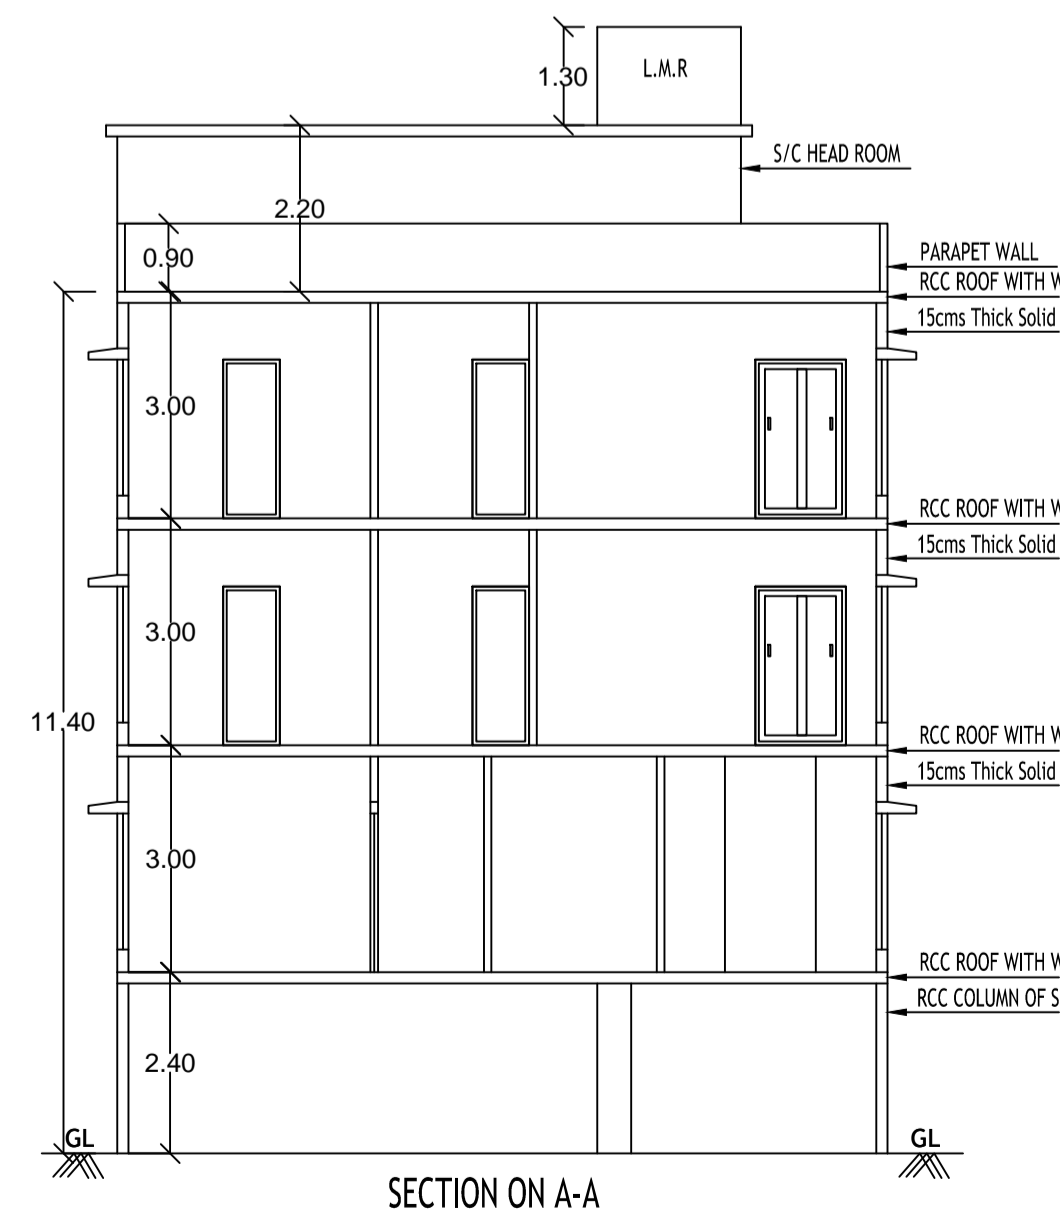 1.30
L.M.R
S/C HEAD ROOM
2.20
0.90
PARAPET WALL
RCC ROOF WITH
15cms Thick Solid
3.00
RCC ROOF WITH
15cms Thick Solid
3.00
11.40
RCC ROOF WITH
15cms Thick Solid
3.00
RCC ROOF WITH
RCC COLUMN OF
2.40
GL
GL
SECTION ON A-A